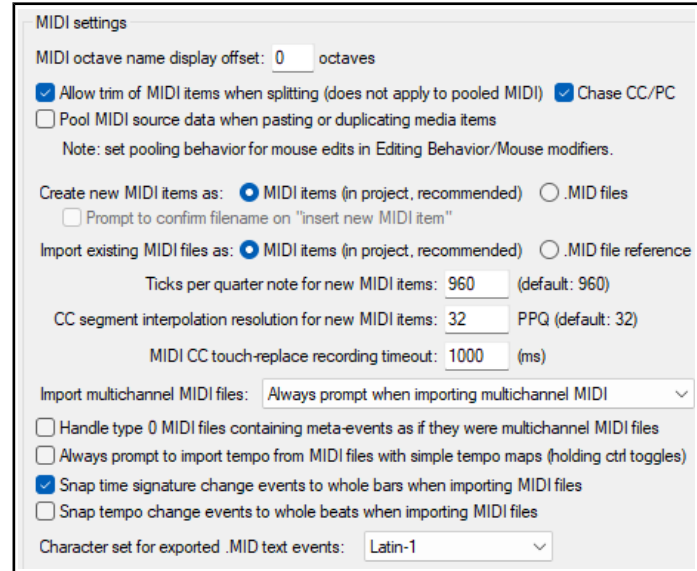 MIDI settings
MIDI octave name display offset: 0 octaves
Allow trim of MIDI items when splitting (does not apply to pooled MIDI) Chase CC/PC
Pool MIDI source data when pasting or duplicating media items
Note: set pooling behavior for mouse edits in Editing Behavior/Mouse modifiers.
Create new MIDI items as: MIDI items (in project, recommended) .MID files
Prompt to confirm filename on "insert new MIDI item"
Import existing MIDI files as: MIDI items (in project, recommended) .MID file reference
Ticks per quarter note for new MIDI items: 960 (default: 960)
CC segment interpolation resolution for new MIDI items: 32 PPQ (default: 32)
MIDI CC touch-replace recording timeout: 1000 (ms)
Import multichannel MIDI files: Always prompt when importing multichannel MIDI
Handle type 0 MIDI files containing meta-events as if they were multichannel MIDI files
Always prompt to import tempo from MIDI files with simple tempo maps (holding ctrl toggles)
Snap time signature change events to whole bars when importing MIDI files
Snap tempo change events to whole beats when importing MIDI files
Character set for exported .MID text events: Latin-1